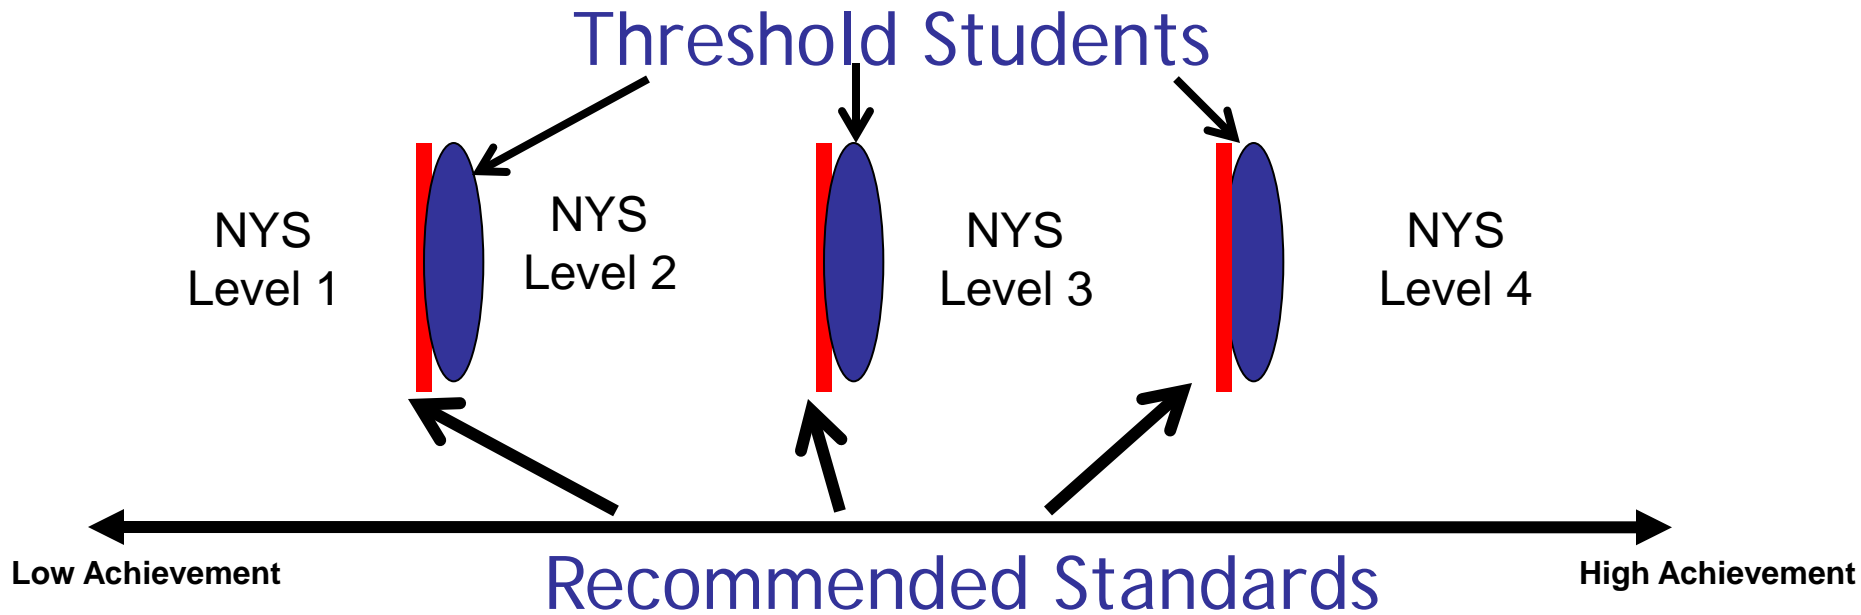 Threshold Students
NYS
Level 1
NYS
Level 2
NYS
Level 3
NYS
Level 4
Low Achievement
Recommended Standards
High Achievement